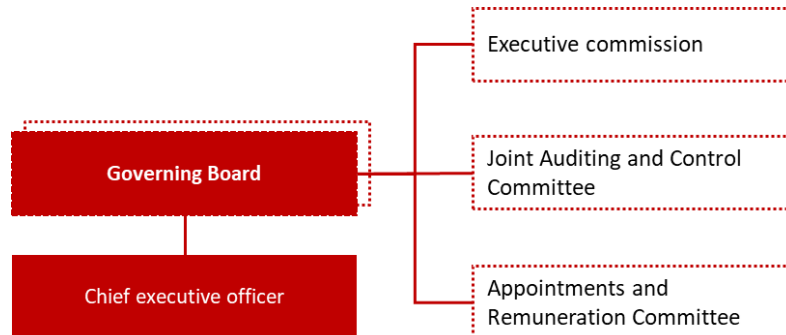 Executive commission
Governing Board
Joint Auditing and Control
Committee
Chief executive officer
Appointments and
Remuneration Committee